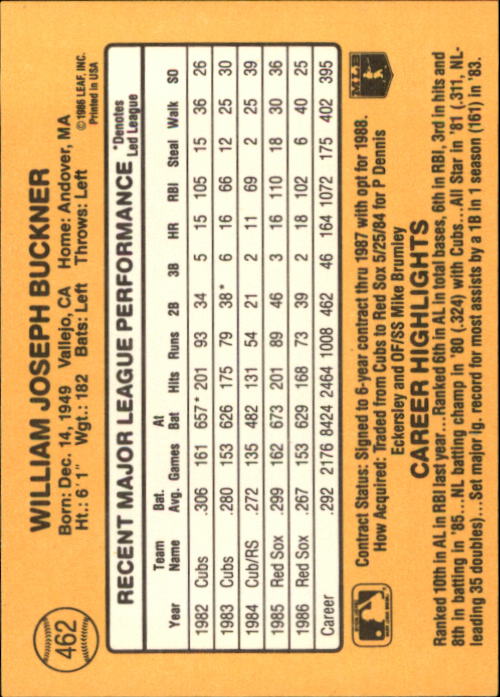 462
WILLIAM JOSEPH BUCKNER
© 1986 LEAF, INC.
Printed in USA
Born: Dec. 14, 1949 Vallejo, CA Home: Andover, MA
Ht.: 6'1" Wgt.: 182 Bats: Left Throws: Left
RECENT MAJOR LEAGUE PERFORMANCE *Denotes Led League
Year Team Name Bat. Avg. Games At Bat Hits Runs 2B 3B HR RBI Steal Walk SO
1982 Cubs .306 161 657* 201 93 34 5 15 105 15 36 26
1983 Cubs .280 153 626 175 79 38* 6 16 66 12 25 30
1984 Cub/RS .272 135 482 131 54 21 2 11 69 2 25 39
1985 Red Sox .299 162 673 201 89 46 3 16 110 18 30 36
1986 Red Sox .267 153 629 168 73 39 2 18 102 6 40 25
Career .292 2176 8424 2464 1008 462 46 164 1072 175 402 395
Contract Status: Signed to 6-year contract thru 1987 with opt for 1988.
How Acquired: Traded from Cubs to Red Sox 5/25/84 for P Dennis
Eckersley and OF/SS Mike Brumley
MLB
CAREER HIGHLIGHTS
Ranked 10th in AL in RBI last year...Ranked 6th in AL in total bases, 6th in RBI, 3rd in hits and
8th in batting in '85...NL batting champ in '80 (.324) with Cubs...All Star in '81 (.311, NL-
leading 35 doubles)...Set major lg. record for most assists by a 1B in 1 season (161) in '83.